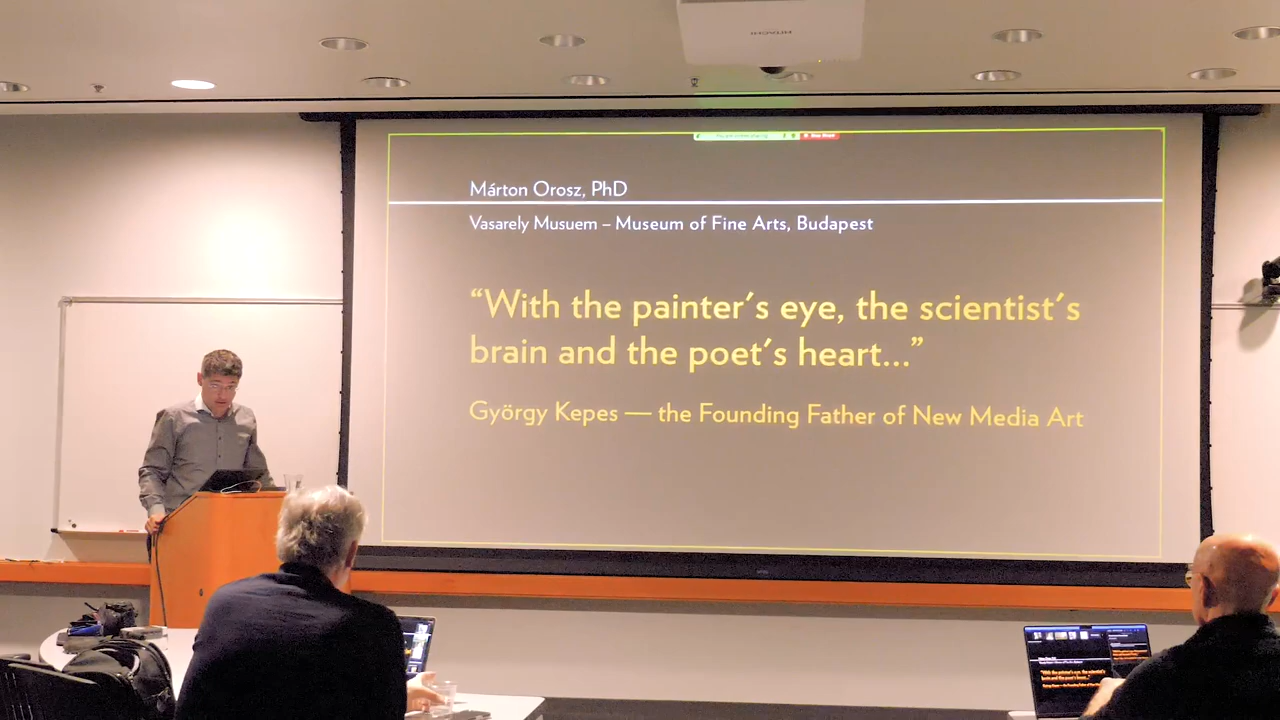 HITACHI
Márton Orosz, PhD
Vasarely Musuem – Museum of Fine Arts, Budapest
“With the painter’s eye, the scientist’s
brain and the poet’s heart...”
György Kepes — the Founding Father of New Media Art